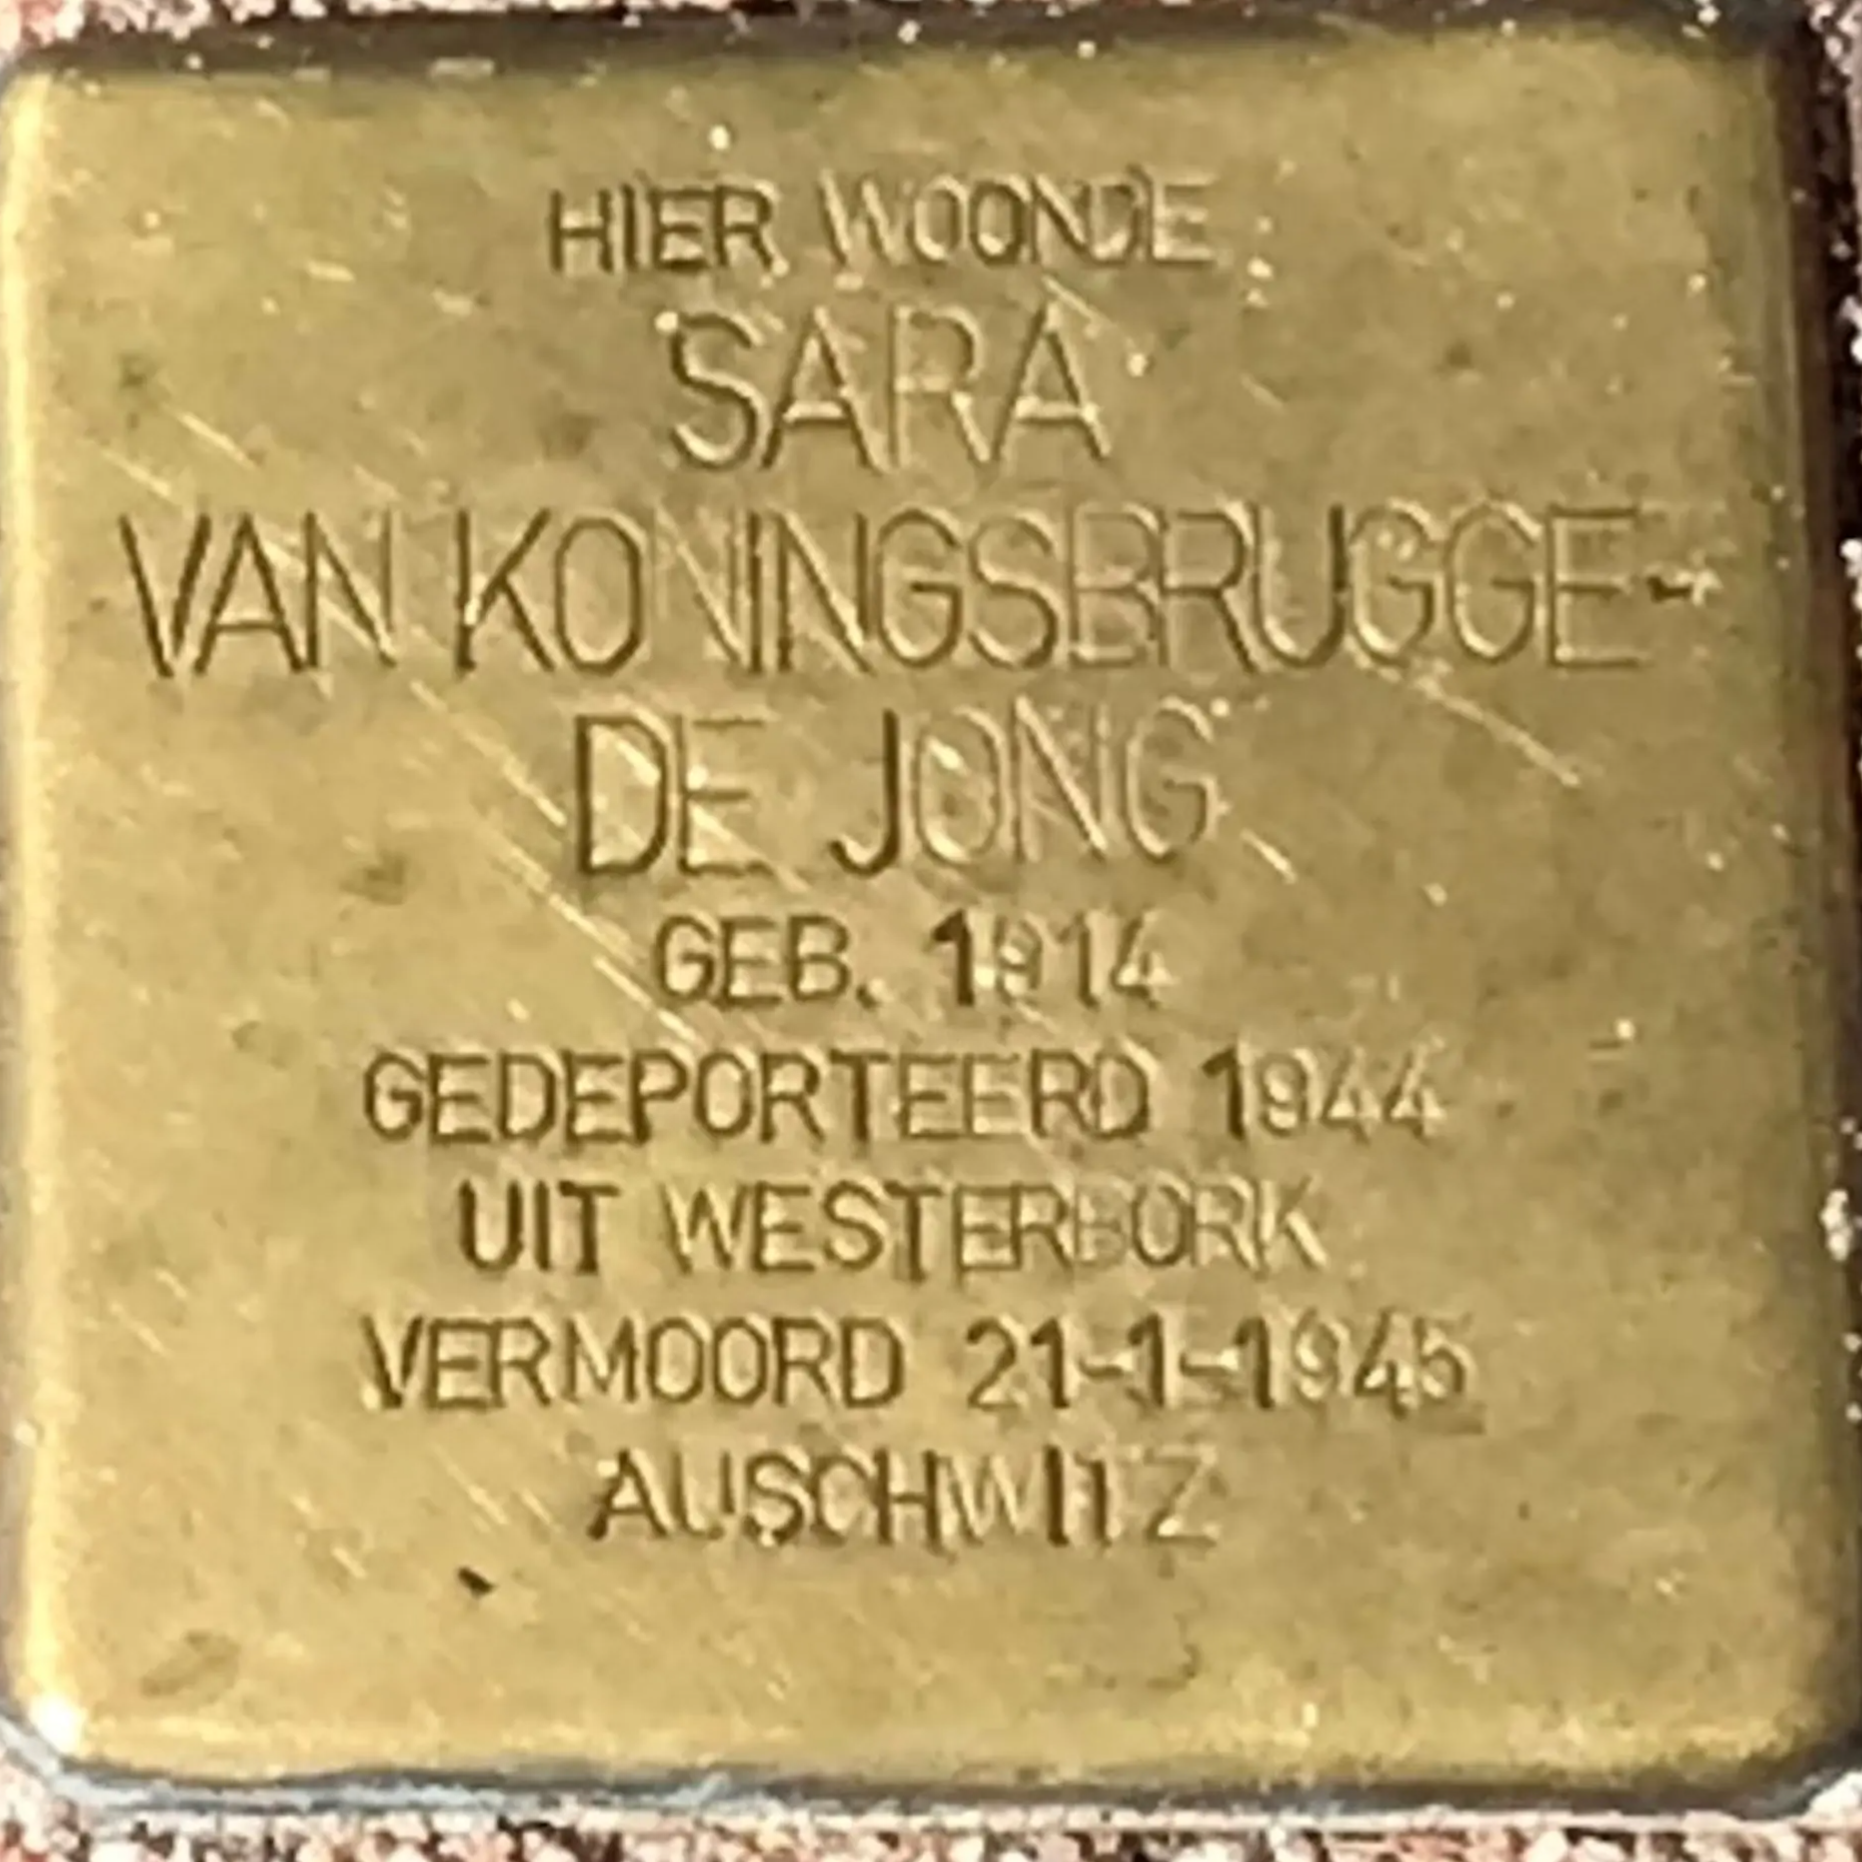 HIER WOONDE
SARA
VAN KONINGSBRUGGE-
DE JONG
GEB. 1914
GEDEPORTEERD 1944
UIT WESTERBORK
VERMOORD 21-1-1945
AUSCHWITZ